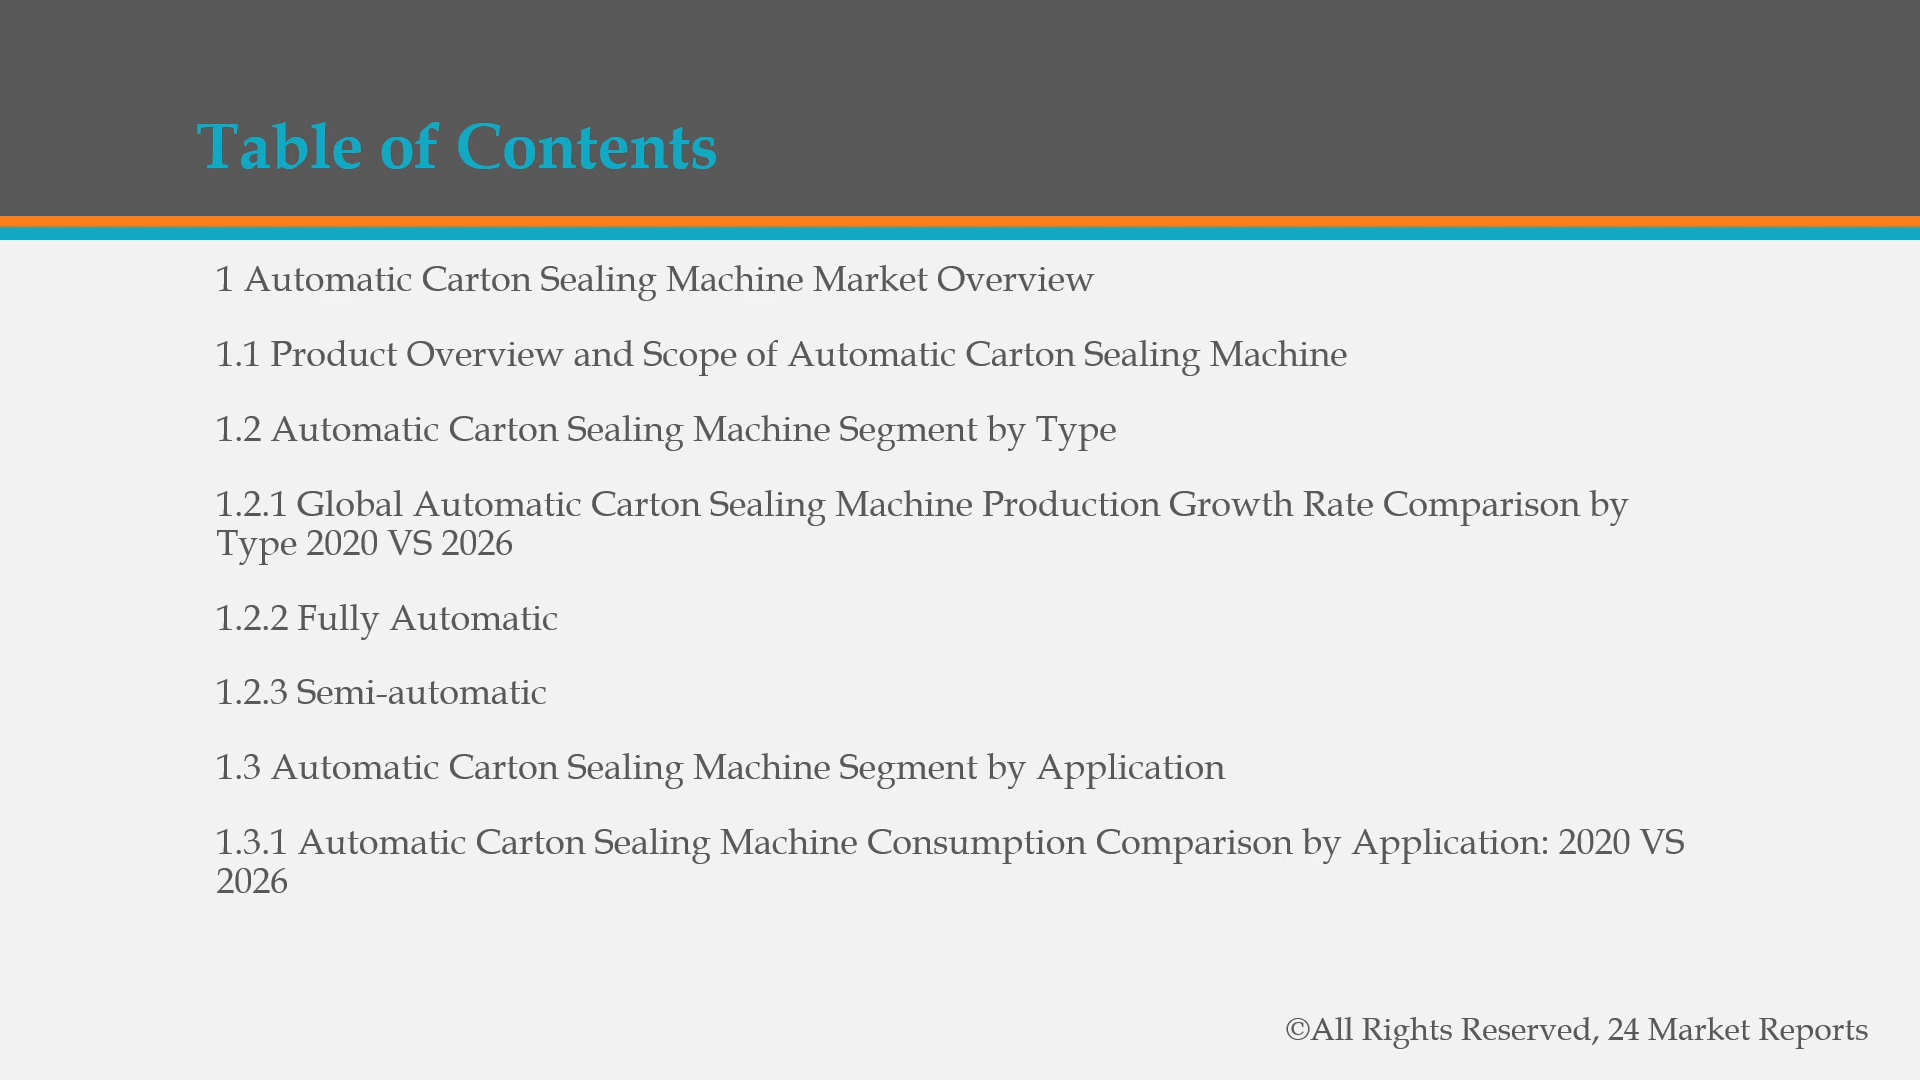 Table of Contents
1 Automatic Carton Sealing Machine Market Overview
1.1 Product Overview and Scope of Automatic Carton Sealing Machine
1.2 Automatic Carton Sealing Machine Segment by Type
1.2.1 Global Automatic Carton Sealing Machine Production Growth Rate Comparison by
Type 2020 VS 2026
1.2.2 Fully Automatic
1.2.3 Semi-automatic
1.3 Automatic Carton Sealing Machine Segment by Application
1.3.1 Automatic Carton Sealing Machine Consumption Comparison by Application: 2020 VS
2026
©All Rights Reserved, 24 Market Reports